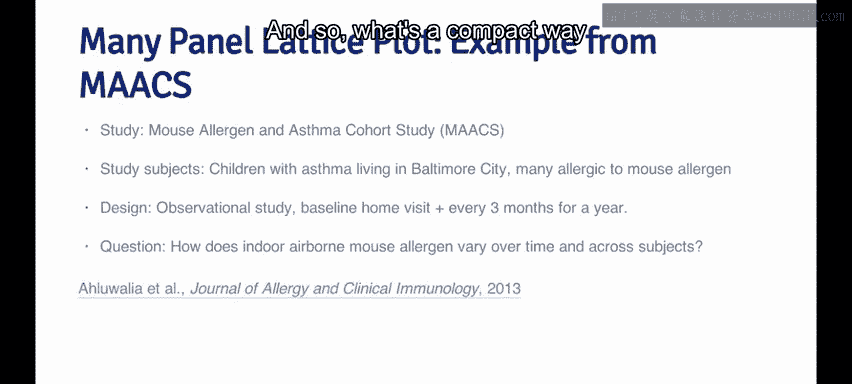 And so, what's a compact way
Many Panel Lattice Plot: Example from
MAACS
· Study: Mouse Allergen and Asthma Cohort Study (MAACS)
· Study subjects: Children with asthma living in Baltimore City, many allergic to mouse allergen
· Design: Observational study, baseline home visit + every 3 months for a year.
· Question: How does indoor airborne mouse allergen vary over time and across subjects?
Ahluwalia et al., Journal of Allergy and Clinical Immunology, 2013